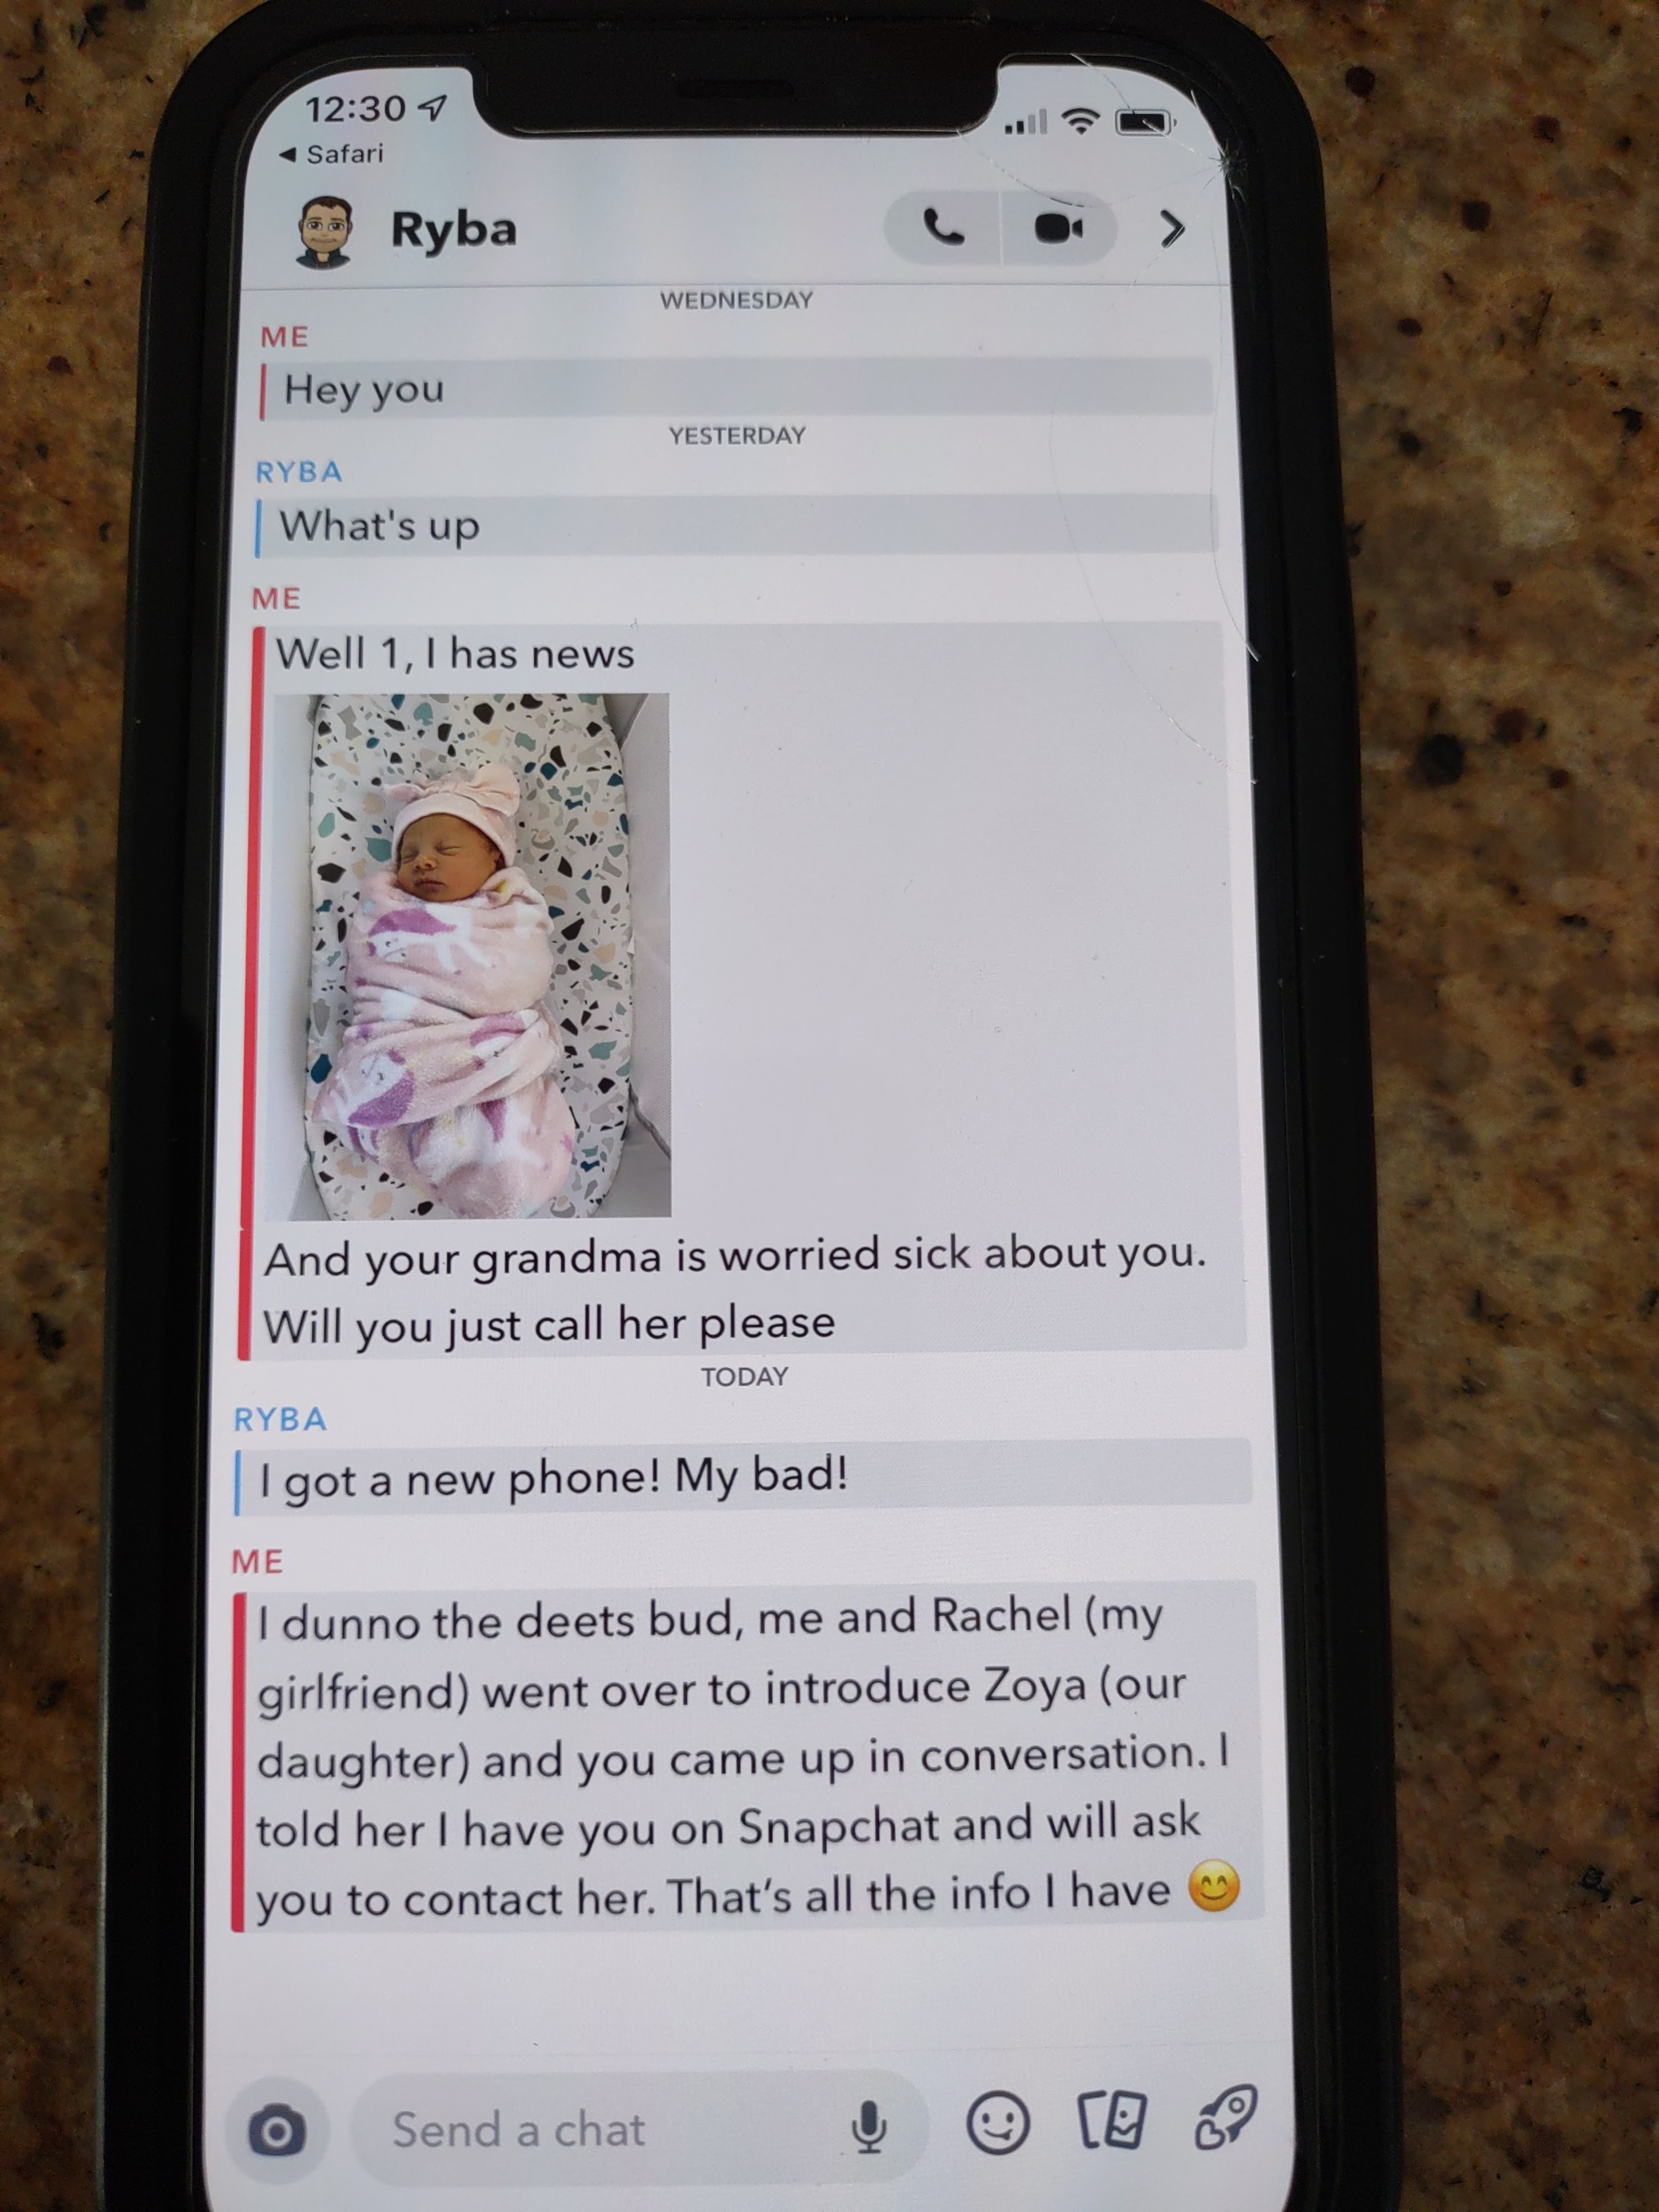 12:30
◀ Safari
Ryba
WEDNESDAY
ME
Hey you
YESTERDAY
RYBA
What's up
ME
Well 1, I has news
And your grandma is worried sick about you.
Will you just call her please
TODAY
RYBA
I got a new phone! My bad!
ME
I dunno the deets bud, me and Rachel (my
girlfriend) went over to introduce Zoya (our
daughter) and you came up in conversation. I
told her I have you on Snapchat and will ask
you to contact her. That's all the info I have 😊
Send a chat